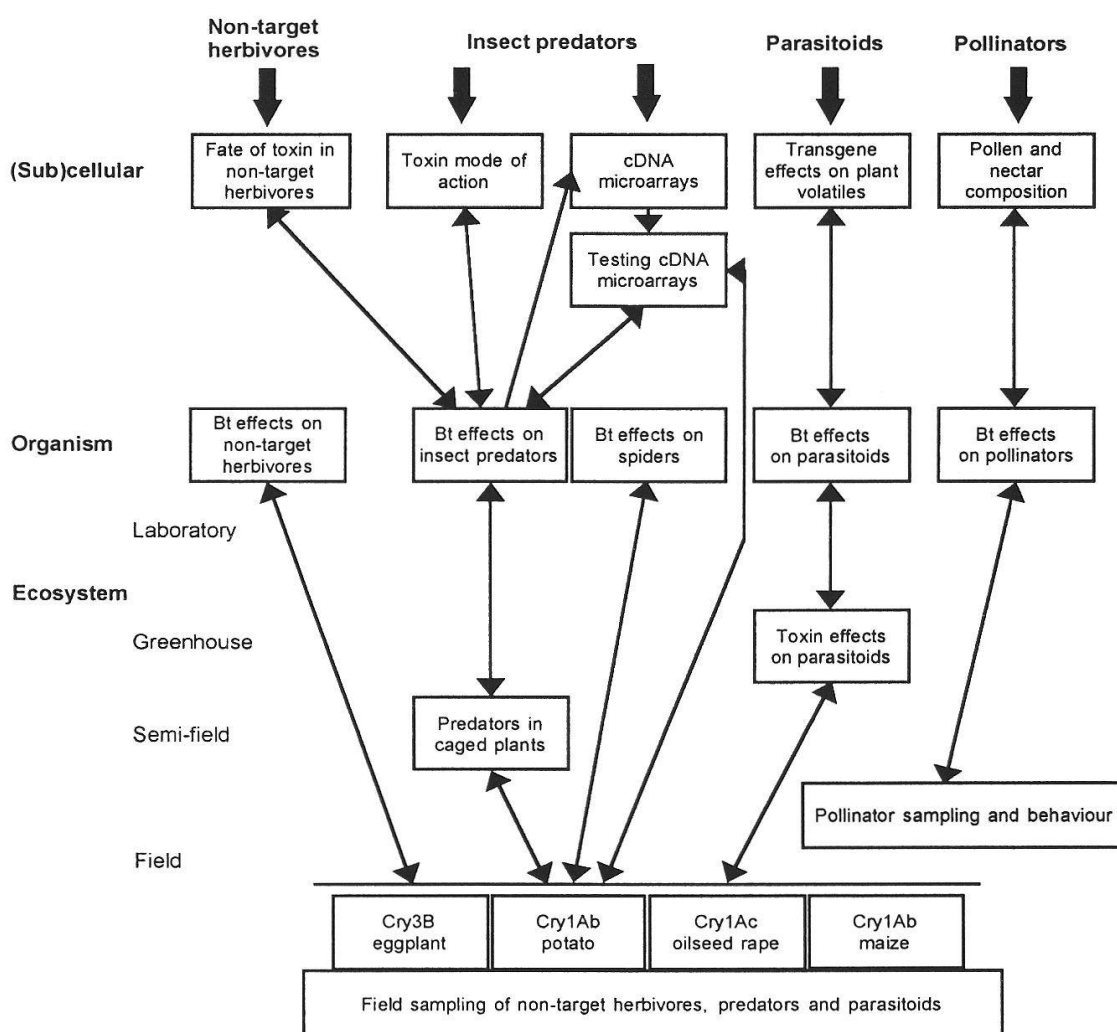 Non-target
herbivores
Insect predators
Parasitoids
Pollinators
(Sub)cellular
Fate of toxin in
non-target
herbivores
Toxin mode of
action
cDNA
microarrays
Transgene
effects on plant
volatiles
Pollen and
nectar
composition
Testing cDNA
microarrays
Organism
Bt effects on
non-target
herbivores
Bt effects on
insect predators
Bt effects on
spiders
Bt effects
on parasitoids
Bt effects
on pollinators
Laboratory
Ecosystem
Greenhouse
Toxin effects
on parasitoids
Semi-field
Predators in
caged plants
Pollinator sampling and behaviour
Field
Cry3B
eggplant
Cry1Ab
potato
Cry1Ac
oilseed rape
Cry1Ab
maize
Field sampling of non-target herbivores, predators and parasitoids